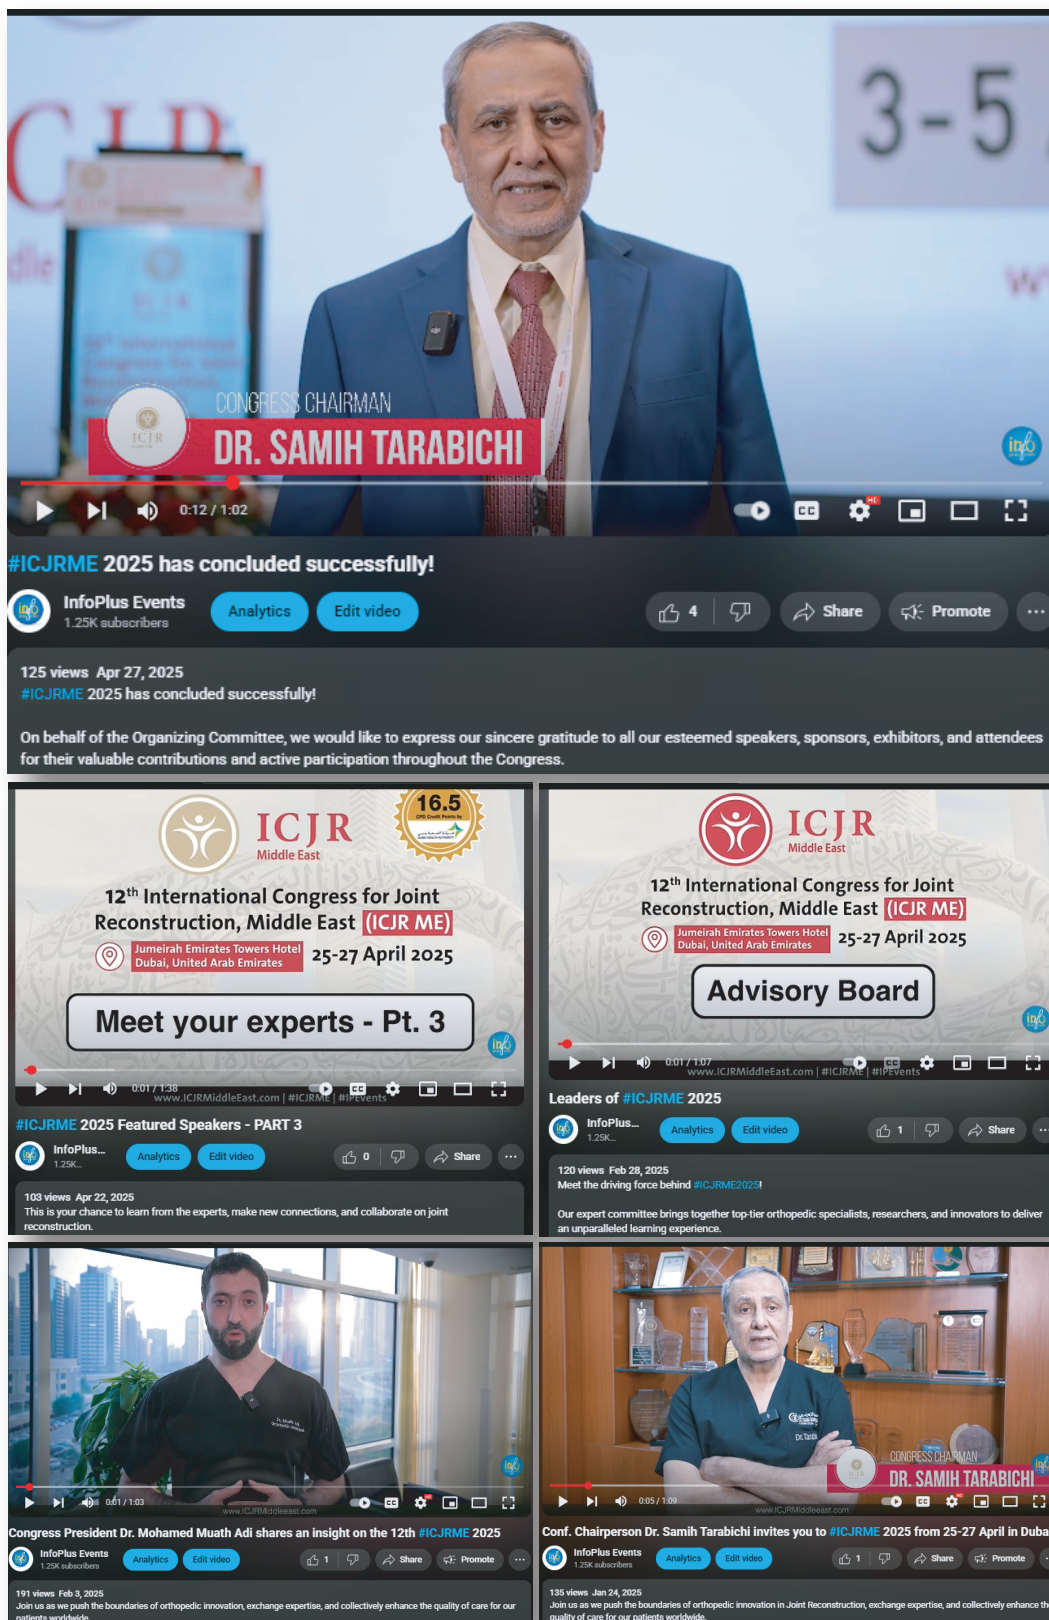 3-5
ICJR
CONGRESS CHAIRMAN
ICJR
DR. SAMIH TARABICHI
info
0:12 / 1:02
CC
HD
#ICJRME 2025 has concluded successfully!
info
InfoPlus Events
1.25K subscribers
Analytics
Edit video
4
Share
Promote
125 views Apr 27, 2025
#ICJRME 2025 has concluded successfully!
On behalf of the Organizing Committee, we would like to express our sincere gratitude to all our esteemed speakers, sponsors, exhibitors, and attendees
for their valuable contributions and active participation throughout the Congress.
ICJR
Middle East
16.5
CPD Credit Points by
12th International Congress for Joint
Reconstruction, Middle East (ICJR ME)
Jumeirah Emirates Towers Hotel
Dubai, United Arab Emirates
25-27 April 2025
Meet your experts - Pt. 3
info
0:01 / 1:38
CC
www.ICJRMiddleEast.com | #ICJRME | #IPEvents
#ICJRME 2025 Featured Speakers - PART 3
InfoPlus...
1.25K...
Analytics
Edit video
0
Share
103 views Apr 22, 2025
This is your chance to learn from the experts, make new connections, and collaborate on joint
reconstruction.
ICJR
Middle East
12th International Congress for Joint
Reconstruction, Middle East (ICJR ME)
Jumeirah Emirates Towers Hotel
Dubai, United Arab Emirates
25-27 April 2025
Advisory Board
info
0:01 / 1:07
CC
www.ICJRMiddleEast.com | #ICJRME | #IPEvents
Leaders of #ICJRME 2025
InfoPlus...
1.25K...
Analytics
Edit video
1
Share
120 views Feb 28, 2025
Meet the driving force behind #ICJRME2025!
Our expert committee brings together top-tier orthopedic specialists, researchers, and innovators to deliver
an unparalleled learning experience.
info
0:01 / 1:03
CC
www.ICJRMiddleeast.com
Congress President Dr. Mohamed Muath Adi shares an insight on the 12th #ICJRME 2025
InfoPlus Events
1.25K subscribers
Analytics
Edit video
1
Share
Promote
191 views Feb 3, 2025
Join us as we push the boundaries of orthopedic innovation, exchange expertise, and collectively enhance the quality of care for our
patients worldwide.
CONGRESS CHAIRMAN
DR. SAMIH TARABICHI
0:05 / 1:09
CC
www.ICJRMiddleeast.com
Conf. Chairperson Dr. Samih Tarabichi invites you to #ICJRME 2025 from 25-27 April in Duba
InfoPlus Events
1.25K subscribers
Analytics
Edit video
1
Share
Promote
135 views Jan 24, 2025
Join us as we push the boundaries of orthopedic innovation in Joint Reconstruction, exchange expertise, and collectively enhance the
quality of care for our patients worldwide.